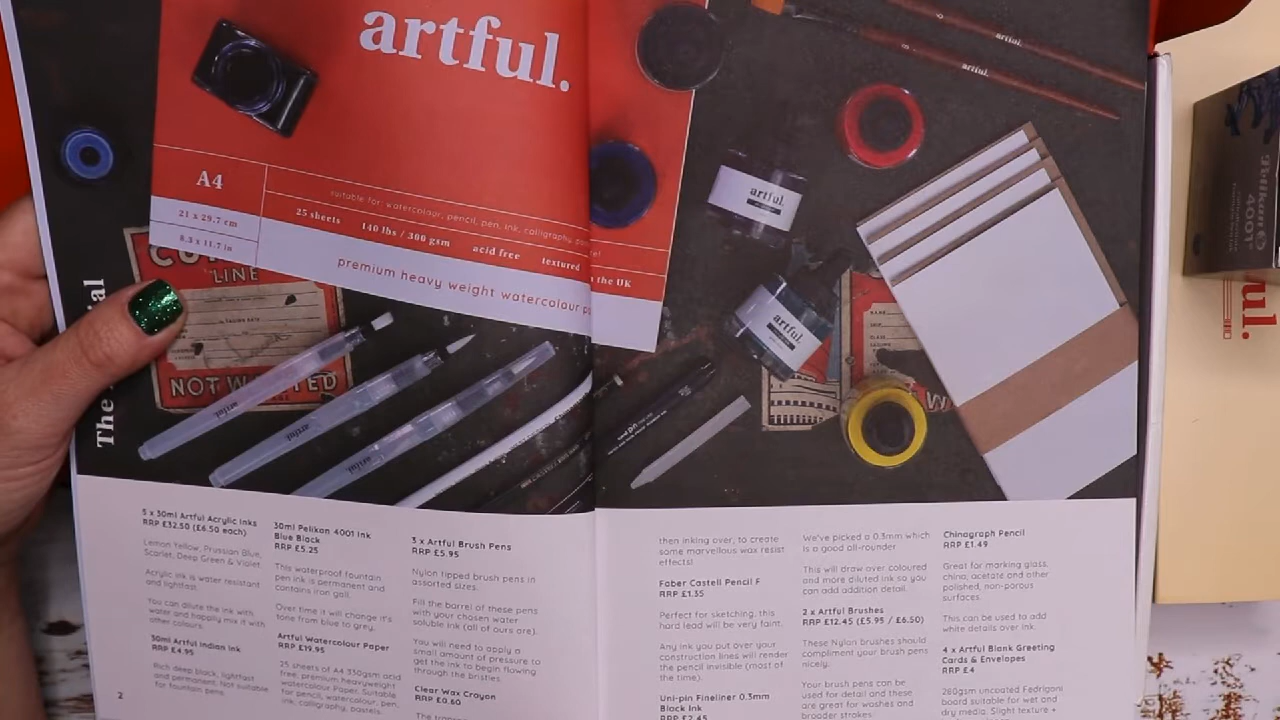 artful.
A4
21 x 29.7 cm
8.3 x 11.7 in
suitable for: watercolour, pencil, pen, ink, calligraphy,
25 sheets 140 lbs / 300 gsm acid free textured
in the UK
premium heavy weight watercolour
LINE
NOT WANTED
The
artful
artful
artful
artful.
artful.
artful.
artful.
uni pin
Pelikan
4001
5 x 30ml Artful Acrylic Inks
RRP £32.50 (£6.50 each)
Lemon Yellow, Prussian Blue,
Scarlet, Deep Green & Violet.
Acrylic ink is water resistant
and lightfast.
You can dilute the ink with
water and happily mix it with
other colours.
30ml Artful Indian Ink
RRP £4.95
Rich deep black, lightfast
and permanent. Not suitable
for fountain pens.
2
30ml Pelikan 4001 Ink
Blue Black
RRP £5.25
This waterproof fountain
pen ink is permanent and
contains iron gall.
Over time it will change it's
tone from blue to grey.
Artful Watercolour Paper
RRP £19.95
25 sheets of A4 350gsm acid
free, premium heavyweight
watercolour Paper. Suitable
for pencil, watercolour, pen,
ink, calligraphy, pastels.
3 x Artful Brush Pens
RRP £5.95
Nylon tipped brush pens in
assorted sizes.
Fill the barrel of these pens
with your chosen water
soluble ink (all of ours are).
You will need to apply a
small amount of pressure to
get the ink to begin flowing
through the bristles.
Clear Wax Crayon
RRP £0.60
then inking over, to create
some marvellous wax resist
effects!
Faber Castell Pencil F
RRP £1.35
Perfect for sketching, this
hard lead will be very faint.
Any ink you put over your
construction lines will render
the pencil invisible (most of
the time).
Uni-pin Fineliner 0.3mm
Black Ink
RRP £2.45
We've picked a 0.3mm which
is a good all-rounder.
This will draw over coloured
and more diluted ink so you
can add addition detail.
2 x Artful Brushes
RRP £12.45 (£5.95 / £6.50)
These Nylon brushes should
compliment your brush pens
nicely.
Your brush pens can be
used for detail and these
are great for washes and
broader strokes.
Chinagraph Pencil
RRP £1.49
Great for marking glass,
china, acetate and other
polished, non-porous
surfaces.
This can be used to add
white details over ink.
4 x Artful Blank Greeting
Cards & Envelopes
RRP £4
280gsm uncoated Fedrigoni
board suitable for wet and
dry media. Slight texture +